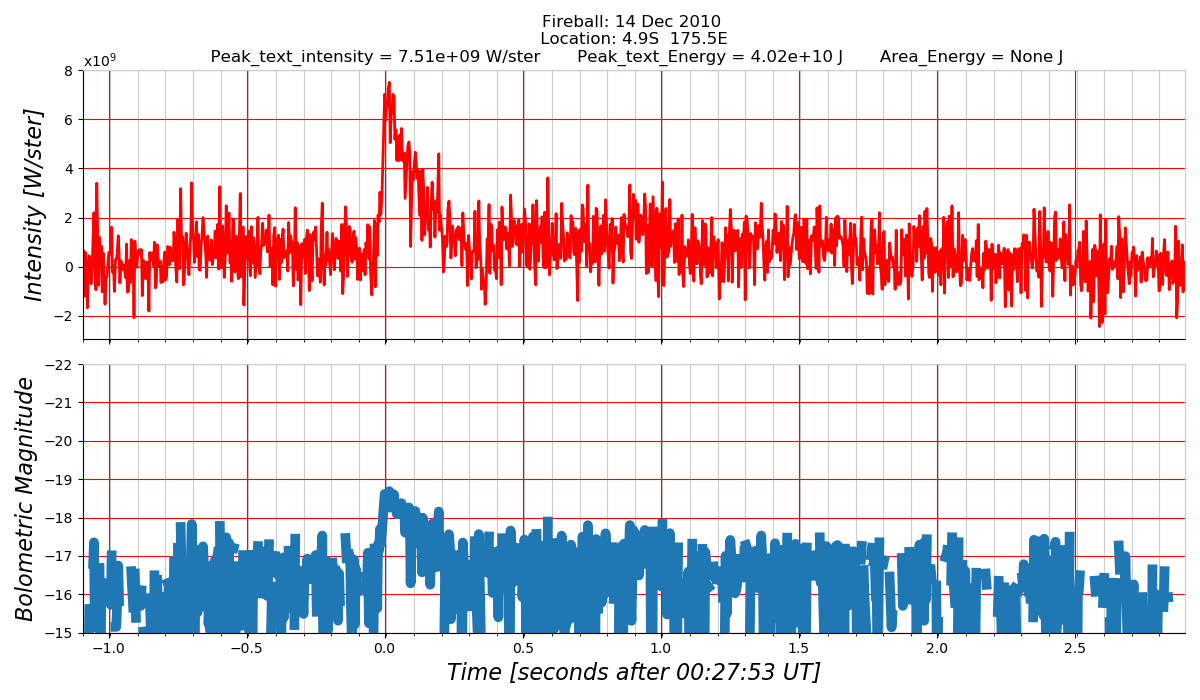 Fireball: 14 Dec 2010
Location: 4.9S 175.5E
Peak_text_intensity = 7.51e+09 W/ster Peak_text_Energy = 4.02e+10 J Area_Energy = None J
x10⁹
8
6
4
2
0
−2
Intensity [W/ster]
−22
−21
−20
−19
−18
−17
−16
−15
Bolometric Magnitude
−1.0 −0.5 0.0 0.5 1.0 1.5 2.0 2.5
Time [seconds after 00:27:53 UT]